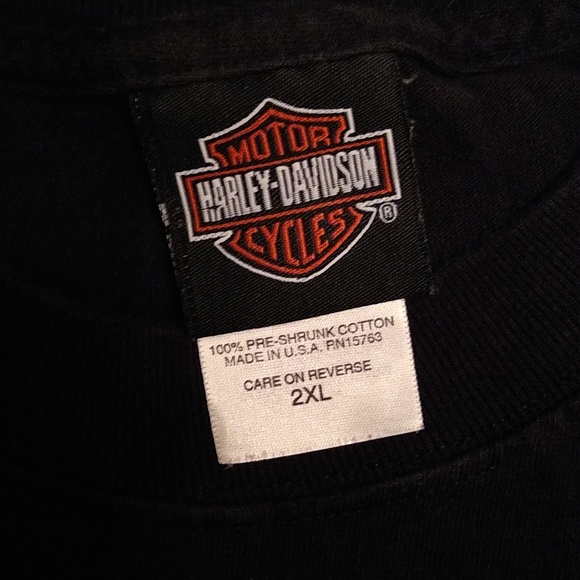 MOTOR
HARLEY-DAVIDSON
CYCLES
®
100% PRE-SHRUNK COTTON
MADE IN U.S.A. RN15763
CARE ON REVERSE
2XL